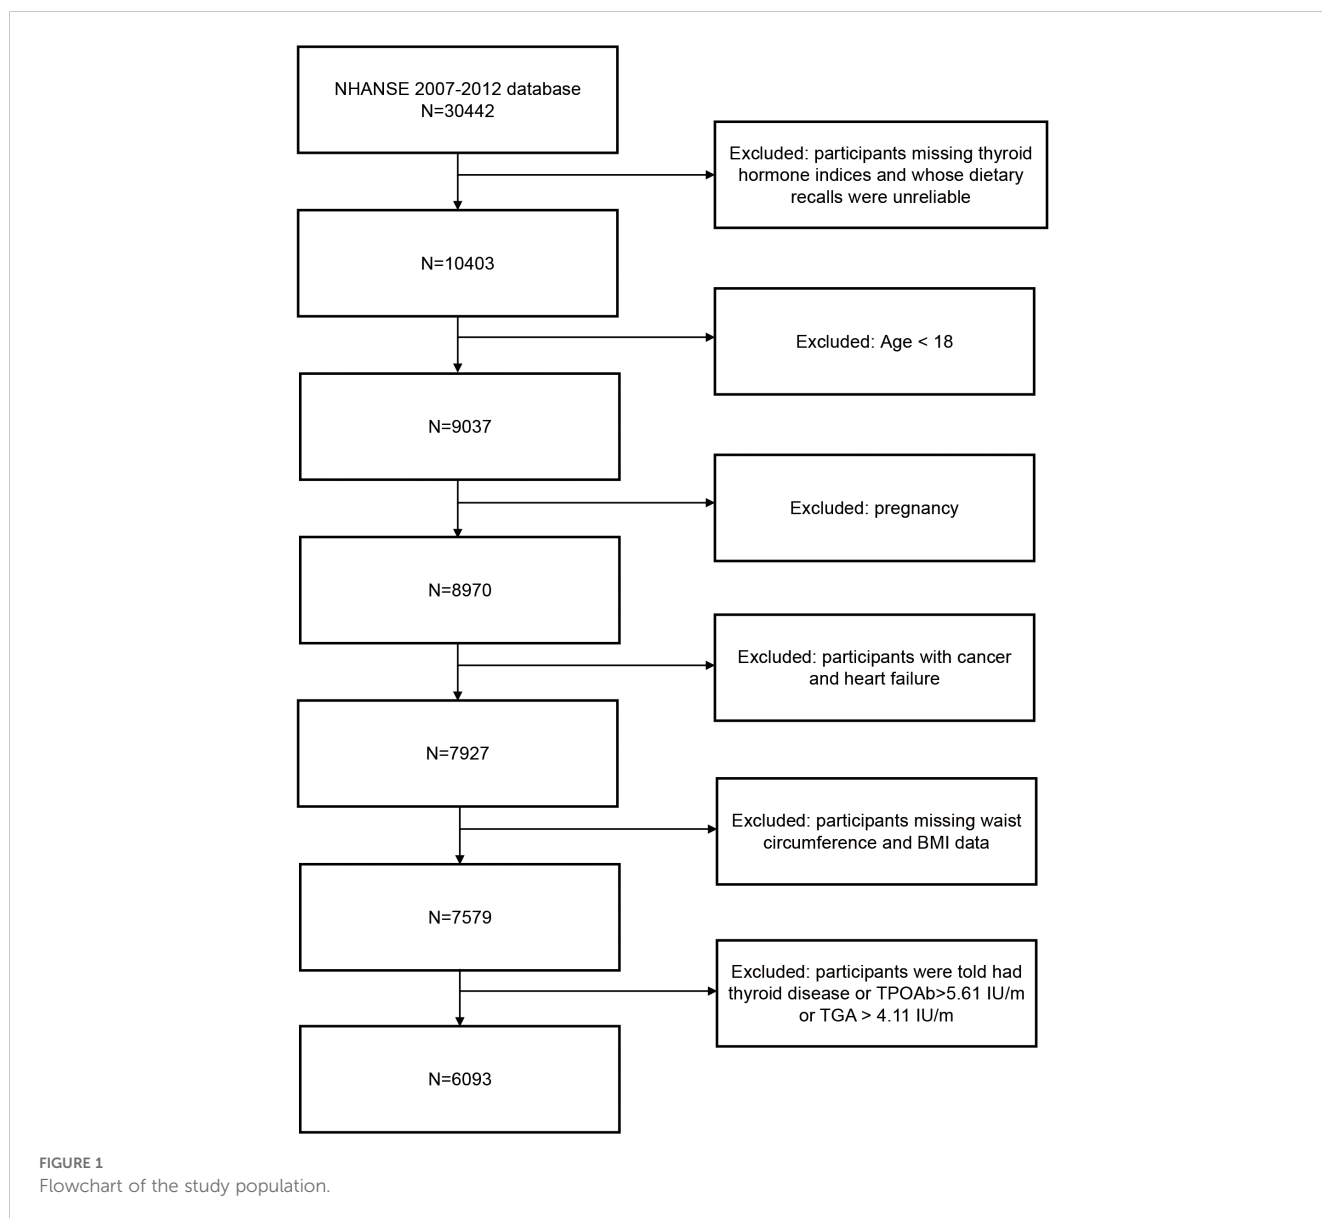 NHANSE 2007-2012 database
N=30442
Excluded: participants missing thyroid
hormone indices and whose dietary
recalls were unreliable
N=10403
Excluded: Age < 18
N=9037
Excluded: pregnancy
N=8970
Excluded: participants with cancer
and heart failure
N=7927
Excluded: participants missing waist
circumference and BMI data
N=7579
Excluded: participants were told had
thyroid disease or TPOAb>5.61 IU/m
or TGA > 4.11 IU/m
N=6093
FIGURE 1
Flowchart of the study population.